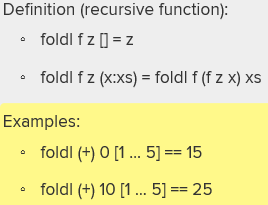 Definition (recursive function):
◦ foldl f z [] = z
◦ foldl f z (x:xs) = foldl f (f z x) xs
Examples:
◦ foldl (+) 0 [1 ... 5] == 15
◦ foldl (+) 10 [1 ... 5] == 25